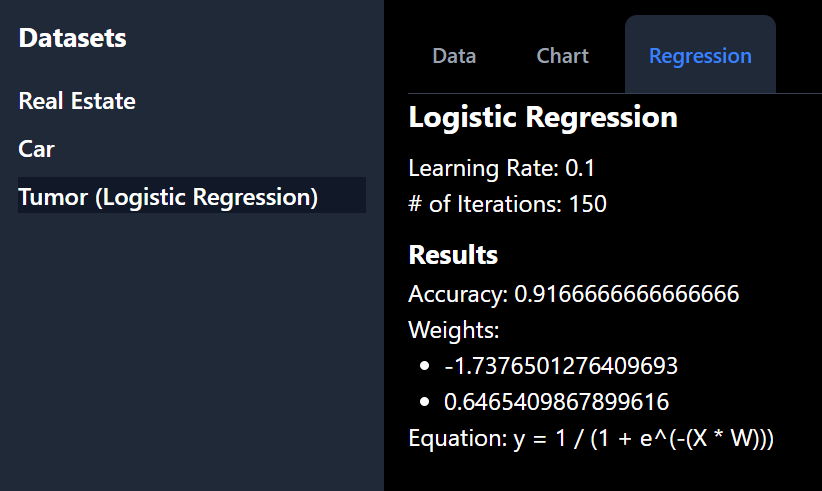 Datasets
Real Estate
Car
Tumor (Logistic Regression)
Data Chart Regression
Logistic Regression
Learning Rate: 0.1
# of Iterations: 150
Results
Accuracy: 0.9166666666666666
Weights:
-1.7376501276409693
0.6465409867899616
Equation: y = 1 / (1 + e^(-(X * W)))